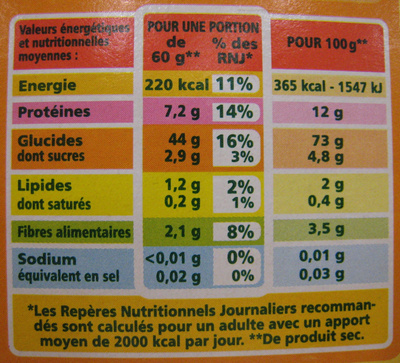 Valeurs énergétiques et nutritionnelles moyennes :
POUR UNE PORTION
de 60 g** % des RNJ*
POUR 100g**
Energie 220 kcal 11% 365 kcal - 1547 kJ
Protéines 7,2 g 14% 12 g
Glucides 44 g 16% 73 g
dont sucres 2,9 g 3% 4,8 g
Lipides 1,2 g 2% 2 g
dont saturés 0,2 g 1% 0,4 g
Fibres alimentaires 2,1 g 8% 3,5 g
Sodium <0,01 g 0% 0,01 g
équivalent en sel 0,02 g 0% 0,03 g
*Les Repères Nutritionnels Journaliers recomman-
dés sont calculés pour un adulte avec un apport
moyen de 2000 kcal par jour. **De produit sec.